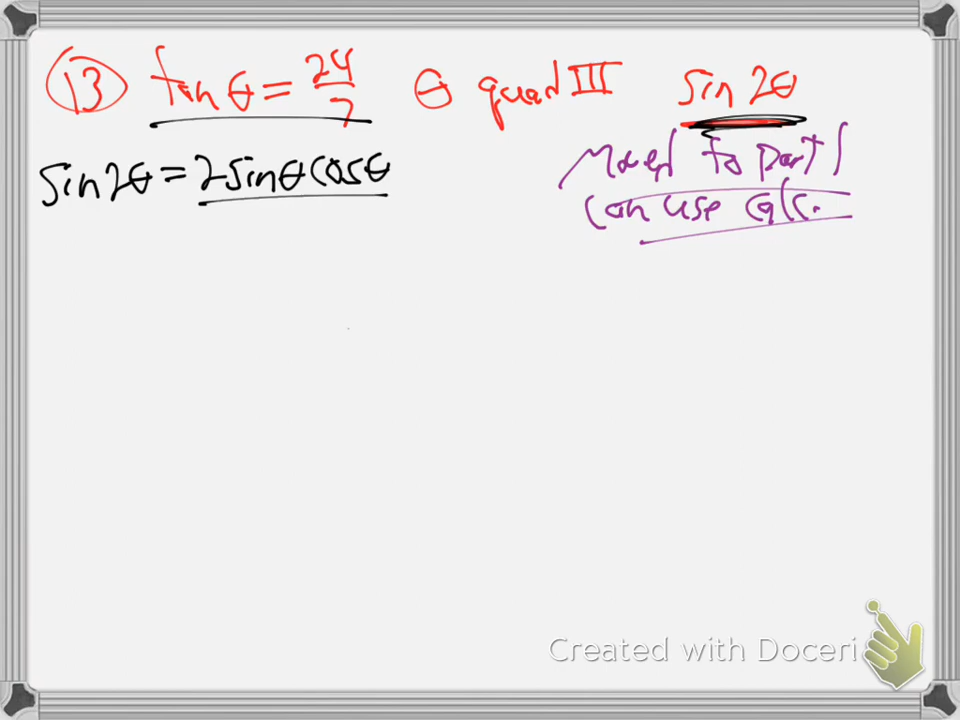 13 tan θ = 24/7 θ quad III sin 2θ
sin 2θ = 2 sin θ cos θ
Moved to part 1
can use calc.
Created with Doceri